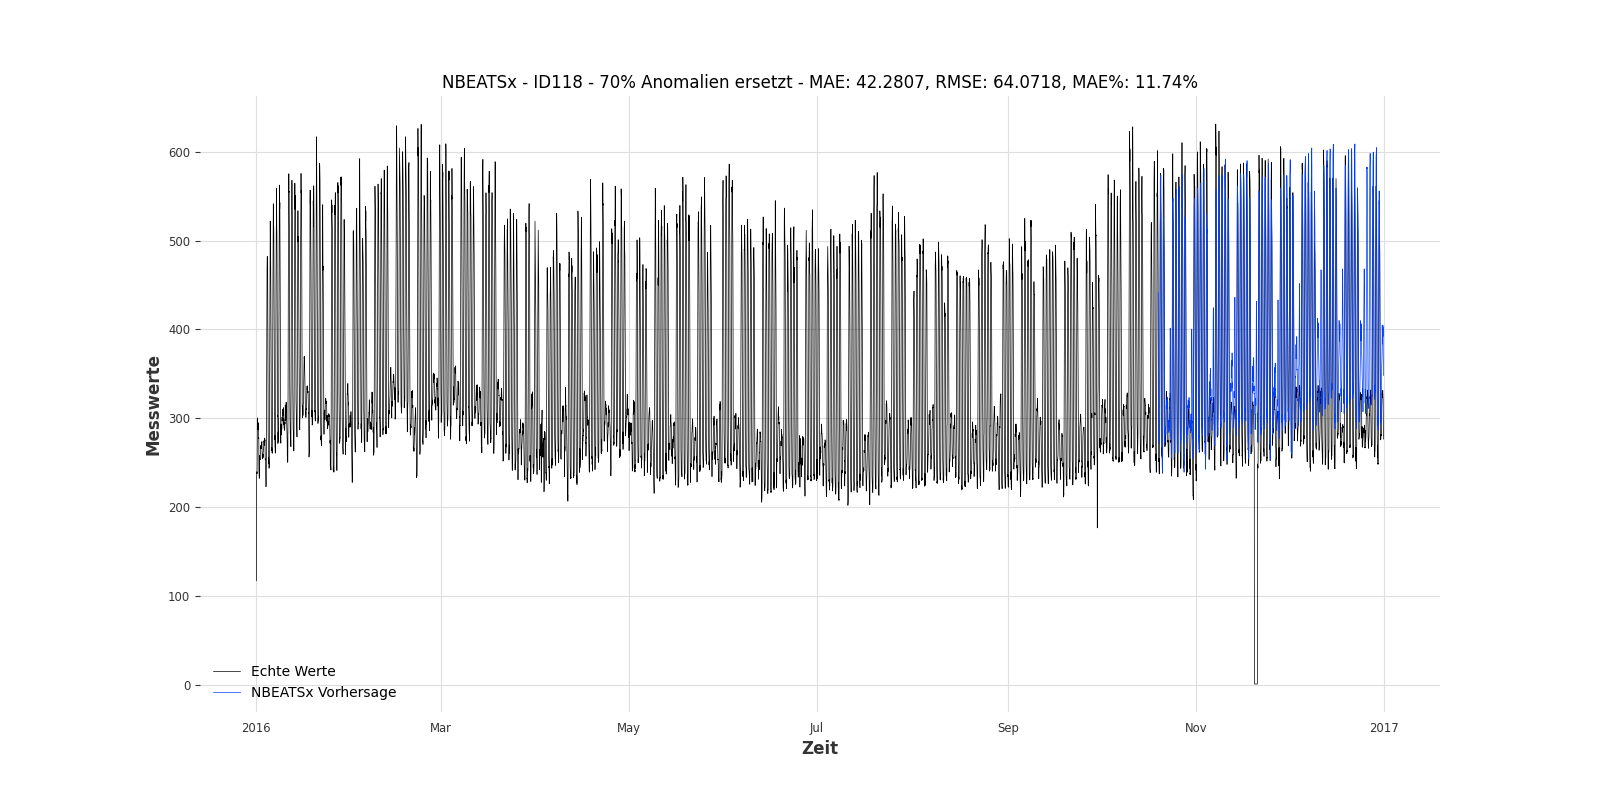 NBEATSx - ID118 - 70% Anomalien ersetzt - MAE: 42.2807, RMSE: 64.0718, MAE%: 11.74%
Messwerte
600
500
400
300
200
100
0
Echte Werte
NBEATSx Vorhersage
2016 Mar May Jul Sep Nov 2017
Zeit